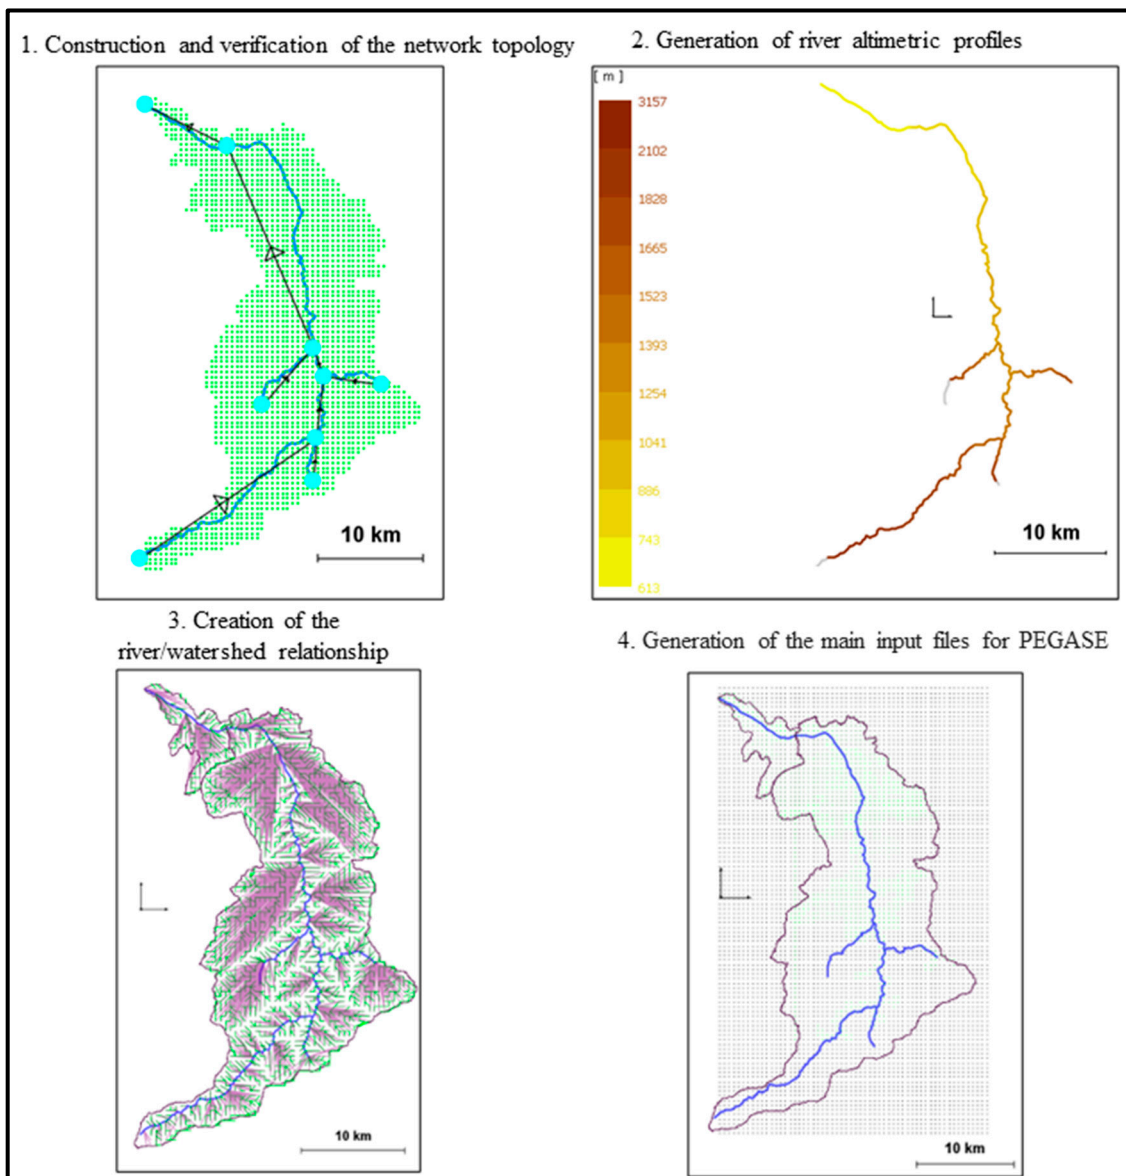 1. Construction and verification of the network topology
10 km
2. Generation of river altimetric profiles
[ m ]
3157
2102
1828
1665
1523
1393
1254
1041
886
743
613
10 km
3. Creation of the
river/watershed relationship
10 km
4. Generation of the main input files for PEGASE
10 km